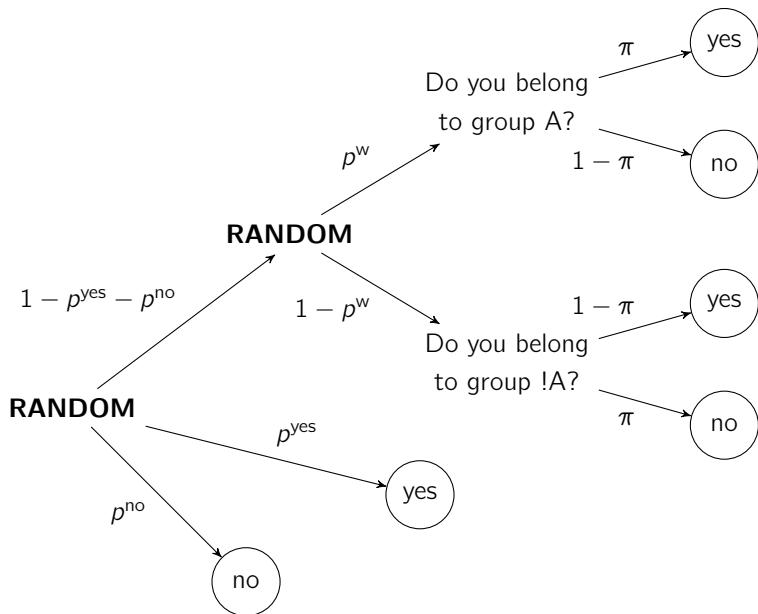 π
yes
Do you belong
to group A?
p^w
1 − π
no
RANDOM
1 − p^yes − p^no
1 − p^w
1 − π
yes
Do you belong
to group !A?
π
no
RANDOM
p^yes
yes
p^no
no